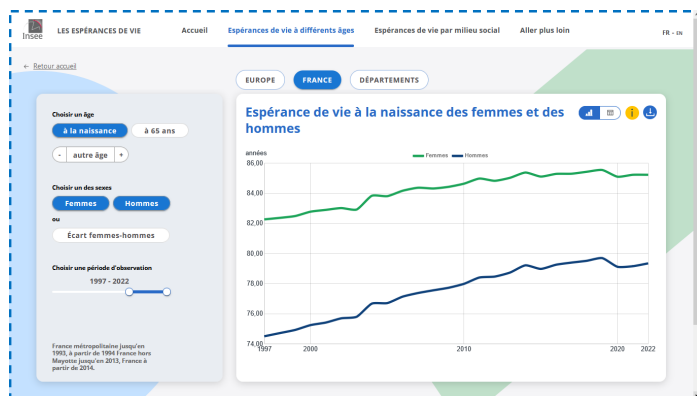 Insee
LES ESPÉRANCES DE VIE
Accueil
Espérances de vie à différents âges
Espérances de vie par milieu social
Aller plus loin
FR - EN
← Retour accueil
EUROPE
FRANCE
DÉPARTEMENTS
Choisir un âge
à la naissance
à 65 ans
- autre âge +
Choisir un des sexes
Femmes
Hommes
ou
Écart femmes-hommes
Choisir une période d'observation
1997 - 2022
France métropolitaine jusqu'en
1993, à partir de 1994 France hors
Mayotte jusqu'en 2013, France à
partir de 2014.
Espérance de vie à la naissance des femmes et des
hommes
i
années
Femmes
Hommes
86,00
84,00
82,00
80,00
78,00
76,00
74,00
1997
2000
2010
2020
2022